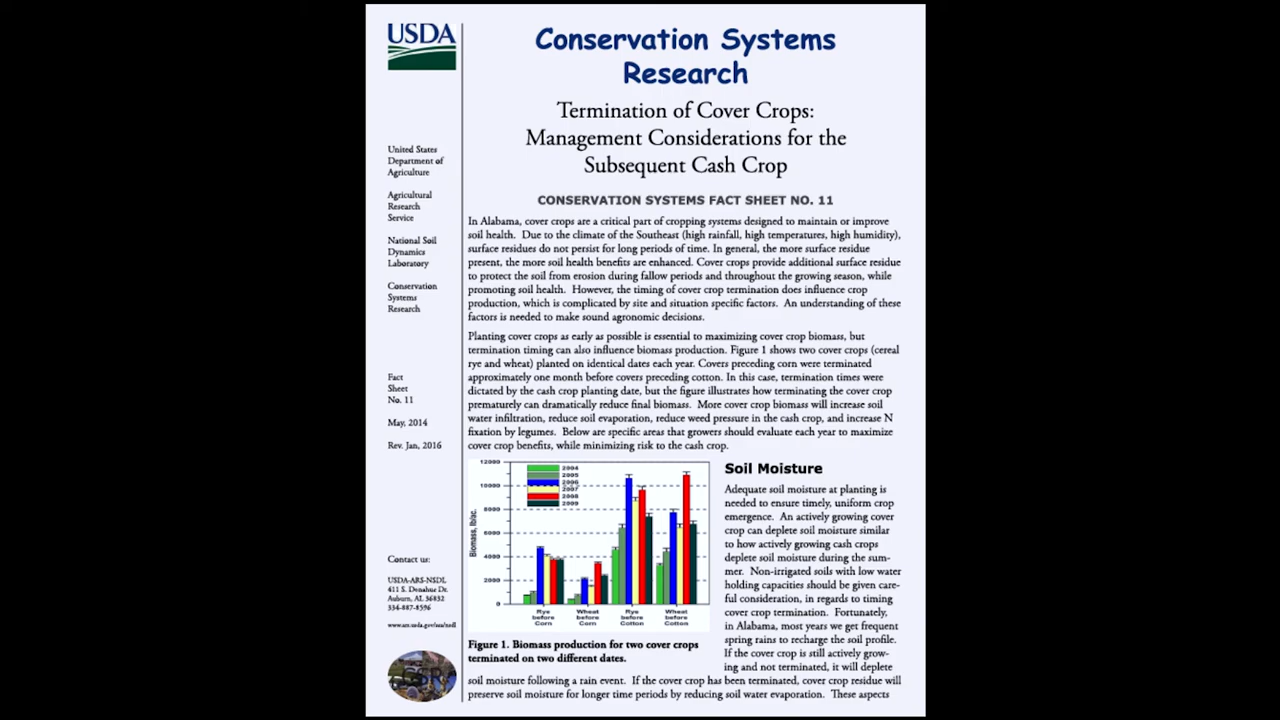 USDA
United States
Department of
Agriculture
Agricultural
Research
Service
National Soil
Dynamics
Laboratory
Conservation
Systems
Research
Fact
Sheet
No. 11
May, 2014
Rev. Jan, 2016
Contact us:
USDA-ARS-NSDL
411 S. Donahue Dr.
Auburn, AL 36832
334-887-8596
www.ars.usda.gov/sea/nsdl
Conservation Systems
Research
Termination of Cover Crops:
Management Considerations for the
Subsequent Cash Crop
CONSERVATION SYSTEMS FACT SHEET NO. 11
In Alabama, cover crops are a critical part of cropping systems designed to maintain or improve
soil health. Due to the climate of the Southeast (high rainfall, high temperatures, high humidity),
surface residues do not persist for long periods of time. In general, the more surface residue
present, the more soil health benefits are enhanced. Cover crops provide additional surface residue
to protect the soil from erosion during fallow periods and throughout the growing season, while
promoting soil health. However, the timing of cover crop termination does influence crop
production, which is complicated by site and situation specific factors. An understanding of these
factors is needed to make sound agronomic decisions.
Planting cover crops as early as possible is essential to maximizing cover crop biomass, but
termination timing can also influence biomass production. Figure 1 shows two cover crops (cereal
rye and wheat) planted on identical dates each year. Covers preceding corn were terminated
approximately one month before covers preceding cotton. In this case, termination times were
dictated by the cash crop planting date, but the figure illustrates how terminating the cover crop
prematurely can dramatically reduce final biomass. More cover crop biomass will increase soil
water infiltration, reduce soil evaporation, reduce weed pressure in the cash crop, and increase N
fixation by legumes. Below are specific areas that growers should evaluate each year to maximize
cover crop benefits, while minimizing risk to the cash crop.
12000
10000
8000
6000
4000
2000
0
Biomass, lb/ac.
2004
2005
2006
2007
2008
2009
Rye
before
Corn
Wheat
before
Corn
Rye
before
Cotton
Wheat
before
Cotton
Figure 1. Biomass production for two cover crops
terminated on two different dates.
Soil Moisture
Adequate soil moisture at planting is
needed to ensure timely, uniform crop
emergence. An actively growing cover
crop can deplete soil moisture similar
to how actively growing cash crops
deplete soil moisture during the sum-
mer. Non-irrigated soils with low water
holding capacities should be given care-
ful consideration, in regards to timing
cover crop termination. Fortunately,
in Alabama, most years we get frequent
spring rains to recharge the soil profile.
If the cover crop is still actively grow-
ing and not terminated, it will deplete
soil moisture following a rain event. If the cover crop has been terminated, cover crop residue will
preserve soil moisture for longer time periods by reducing soil water evaporation. These aspects